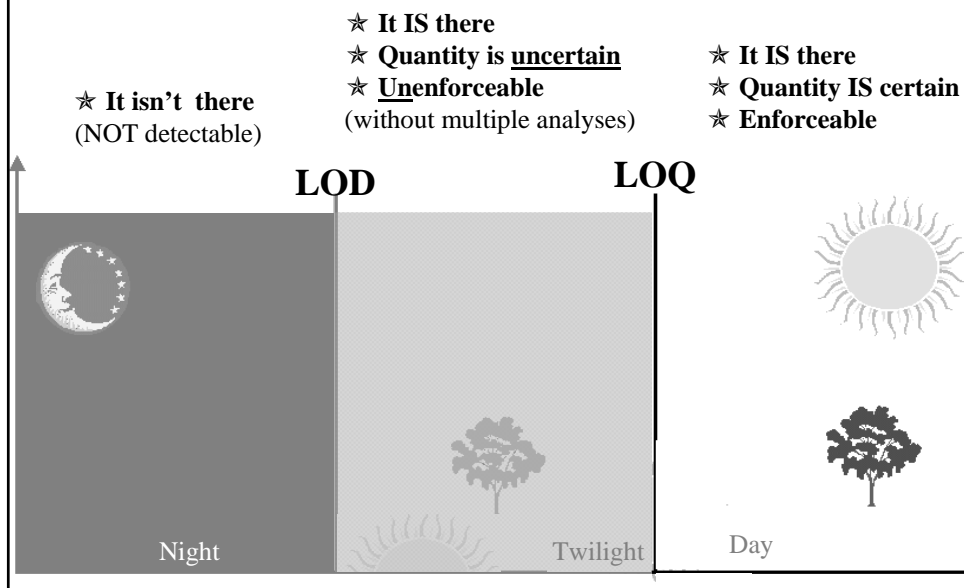 ✯ It isn't there
(NOT detectable)
✯ It IS there
✯ Quantity is uncertain
✯ Unenforceable
(without multiple analyses)
✯ It IS there
✯ Quantity IS certain
✯ Enforceable
LOD
LOQ
Night
Twilight
Day